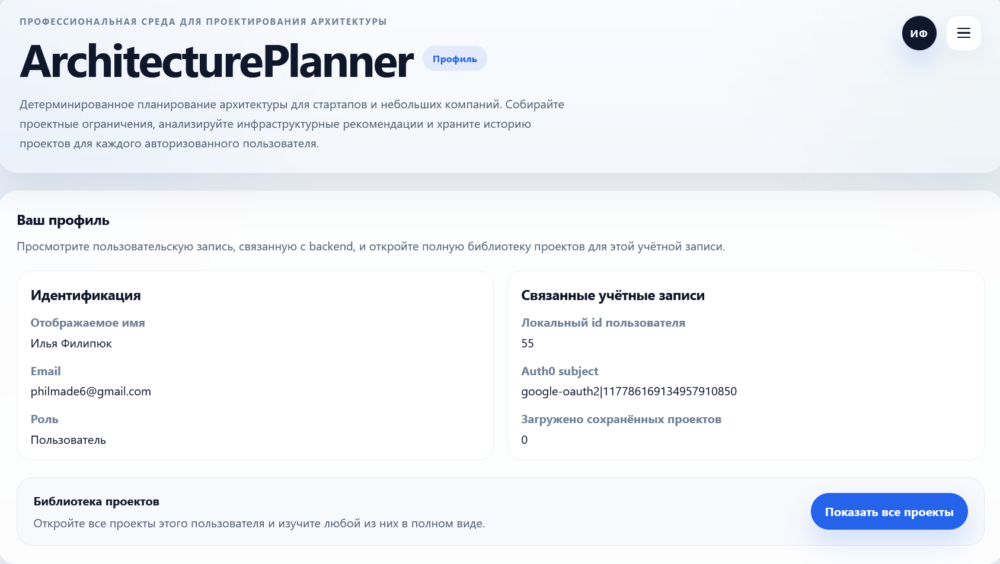 ПРОФЕССИОНАЛЬНАЯ СРЕДА ДЛЯ ПРОЕКТИРОВАНИЯ АРХИТЕКТУРЫ
ИФ
ArchitecturePlanner
Профиль
Детерминированное планирование архитектуры для стартапов и небольших компаний. Собирайте
проектные ограничения, анализируйте инфраструктурные рекомендации и храните историю
проектов для каждого авторизованного пользователя.
Ваш профиль
Просмотрите пользовательскую запись, связанную с backend, и откройте полную библиотеку проектов для этой учётной записи.
Идентификация
Отображаемое имя
Илья Филипюк
Email
philmade6@gmail.com
Роль
Пользователь
Связанные учётные записи
Локальный id пользователя
55
Auth0 subject
google-oauth2|117786169134957910850
Загружено сохранённых проектов
0
Библиотека проектов
Откройте все проекты этого пользователя и изучите любой из них в полном виде.
Показать все проекты